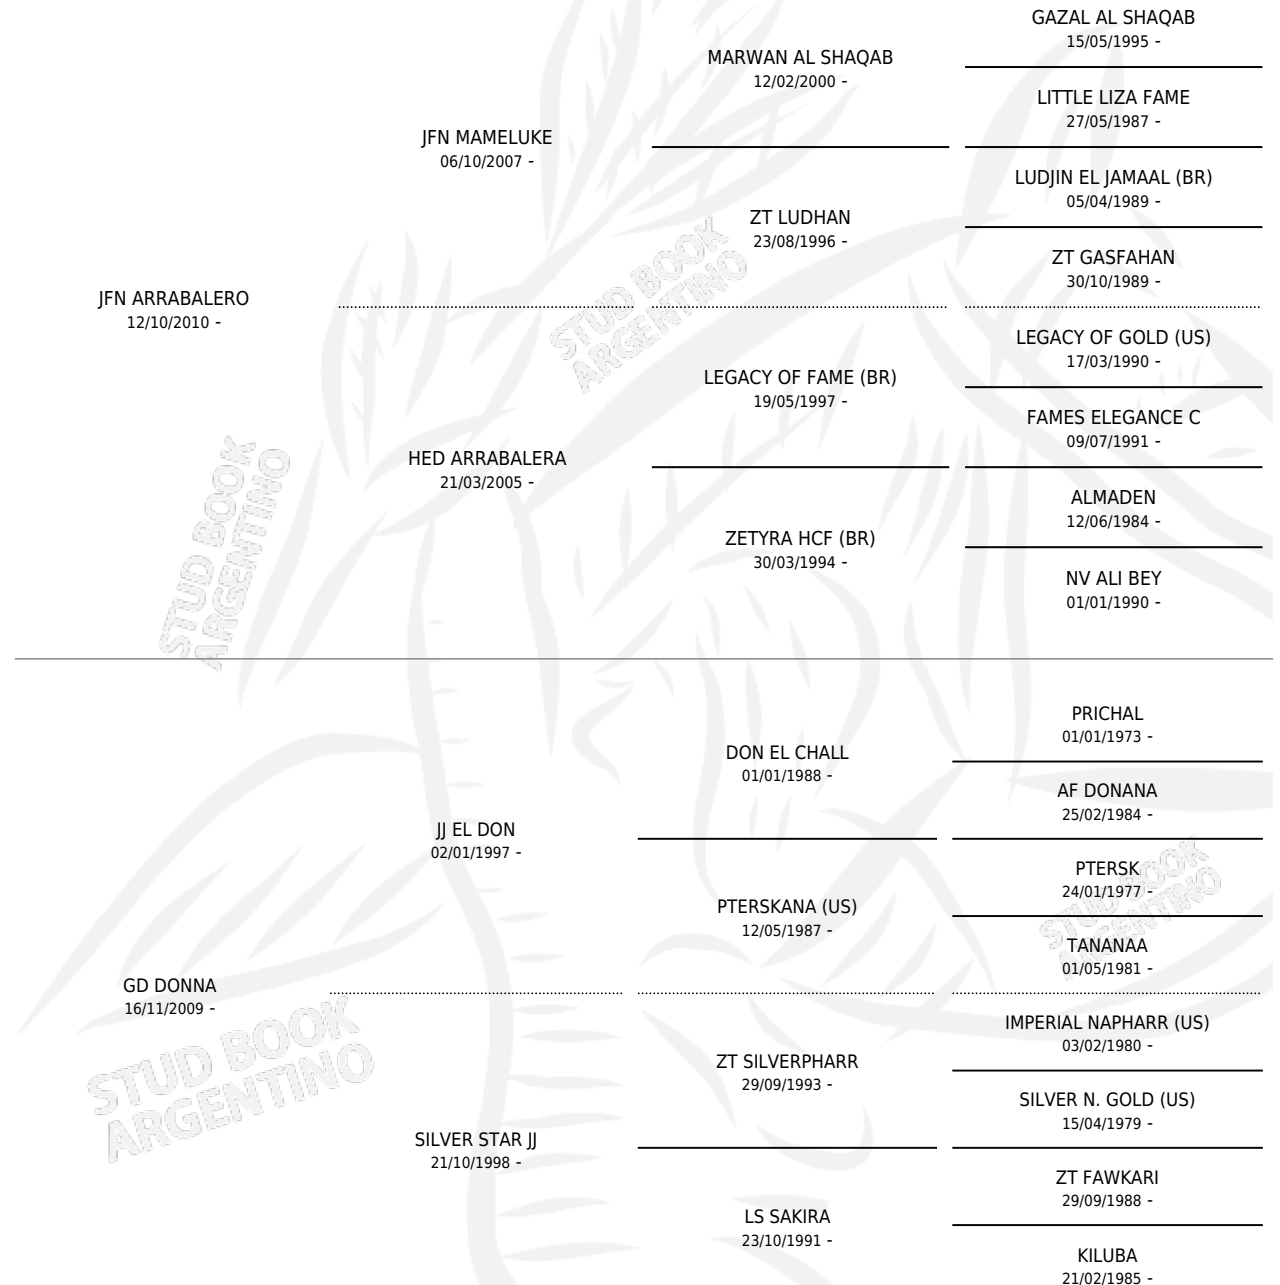 GAZAL AL SHAQAB
15/05/1995 -
MARWAN AL SHAQAB
12/02/2000 -
LITTLE LIZA FAME
27/05/1987 -
JFN MAMELUKE
06/10/2007 -
LUDJIN EL JAMAAL (BR)
05/04/1989 -
ZT LUDHAN
23/08/1996 -
ZT GASFAHAN
30/10/1989 -
JFN ARRABALERO
12/10/2010 -
LEGACY OF GOLD (US)
17/03/1990 -
LEGACY OF FAME (BR)
19/05/1997 -
FAMES ELEGANCE C
09/07/1991 -
HED ARRABALERA
21/03/2005 -
ALMADEN
12/06/1984 -
ZETYRA HCF (BR)
30/03/1994 -
NV ALI BEY
01/01/1990 -
STUD BOOK
ARGENTINO
STUD BOOK
ARGENTINO
PRICHAL
01/01/1973 -
DON EL CHALL
01/01/1988 -
AF DONANA
25/02/1984 -
JJ EL DON
02/01/1997 -
PTERSK
24/01/1977 -
PTERSKANA (US)
12/05/1987 -
TANANAA
01/05/1981 -
STUD BOOK
ARGENTINO
GD DONNA
16/11/2009 -
IMPERIAL NAPHARR (US)
03/02/1980 -
ZT SILVERPHARR
29/09/1993 -
SILVER N. GOLD (US)
15/04/1979 -
STUD BOOK
ARGENTINO
SILVER STAR JJ
21/10/1998 -
ZT FAWKARI
29/09/1988 -
LS SAKIRA
23/10/1991 -
KILUBA
21/02/1985 -